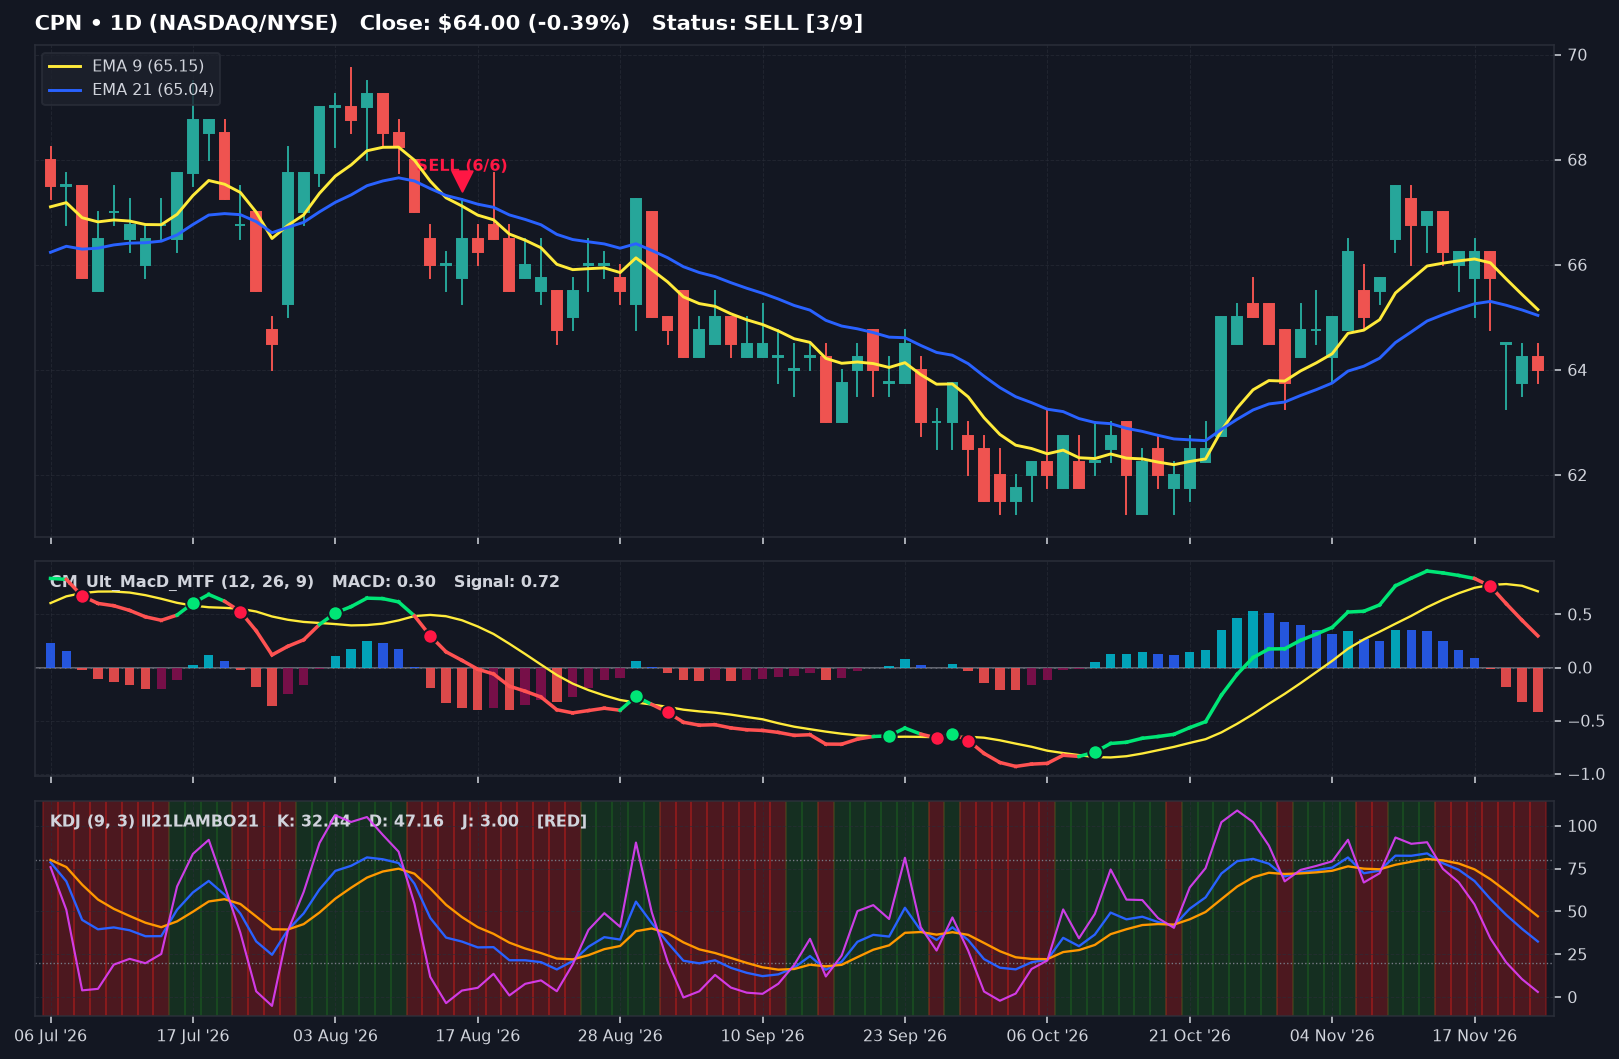 CPN • 1D (NASDAQ/NYSE)   Close: $64.00 (-0.39%)   Status: SELL [3/9]
EMA 9 (65.15)
EMA 21 (65.04)
SELL (6/6)
70
68
66
64
62
CM_Ult_MacD_MTF (12, 26, 9)   MACD: 0.30   Signal: 0.72
0.5
0.0
−0.5
−1.0
KDJ (9, 3) II21LAMBO21   K: 32.44   D: 47.16   J: 3.00   [RED]
100
75
50
25
0
06 Jul '26   17 Jul '26   03 Aug '26   17 Aug '26   28 Aug '26   10 Sep '26   23 Sep '26   06 Oct '26   21 Oct '26   04 Nov '26   17 Nov '26